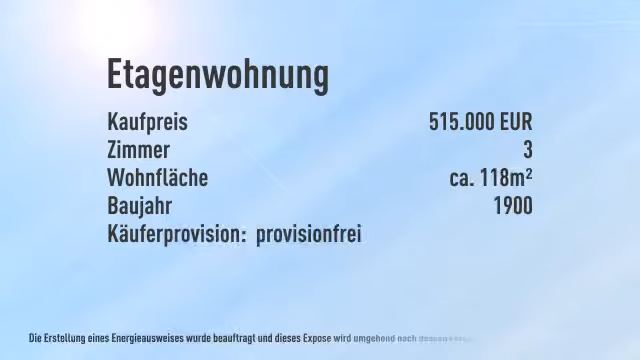 Etagenwohnung
Kaufpreis 515.000 EUR
Zimmer 3
Wohnfläche ca. 118m²
Baujahr 1900
Käuferprovision: provisionfrei
Die Erstellung eines Energieausweises wurde beauftragt und dieses Expose wird umgehend nach dessen